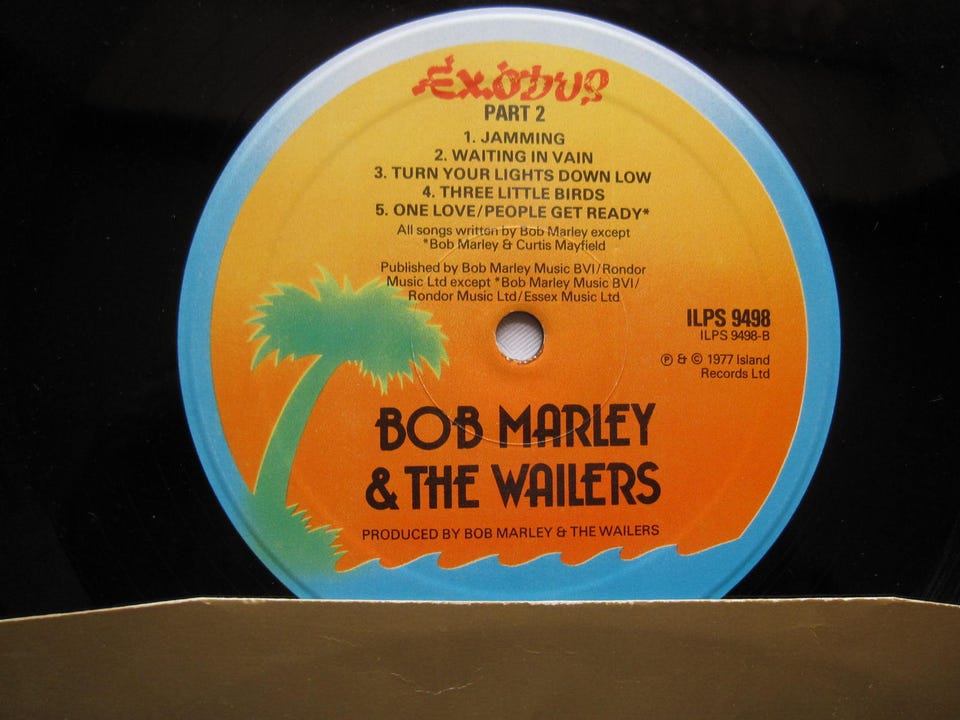 Exodus
PART 2
1. JAMMING
2. WAITING IN VAIN
3. TURN YOUR LIGHTS DOWN LOW
4. THREE LITTLE BIRDS
5. ONE LOVE/PEOPLE GET READY*
All songs written by Bob Marley except
*Bob Marley & Curtis Mayfield
Published by Bob Marley Music BVI/Rondor
Music Ltd except *Bob Marley Music BVI/
Rondor Music Ltd/Essex Music Ltd
ILPS 9498
ILPS 9498-B
℗ & © 1977 Island
Records Ltd
BOB MARLEY
& THE WAILERS
PRODUCED BY BOB MARLEY & THE WAILERS